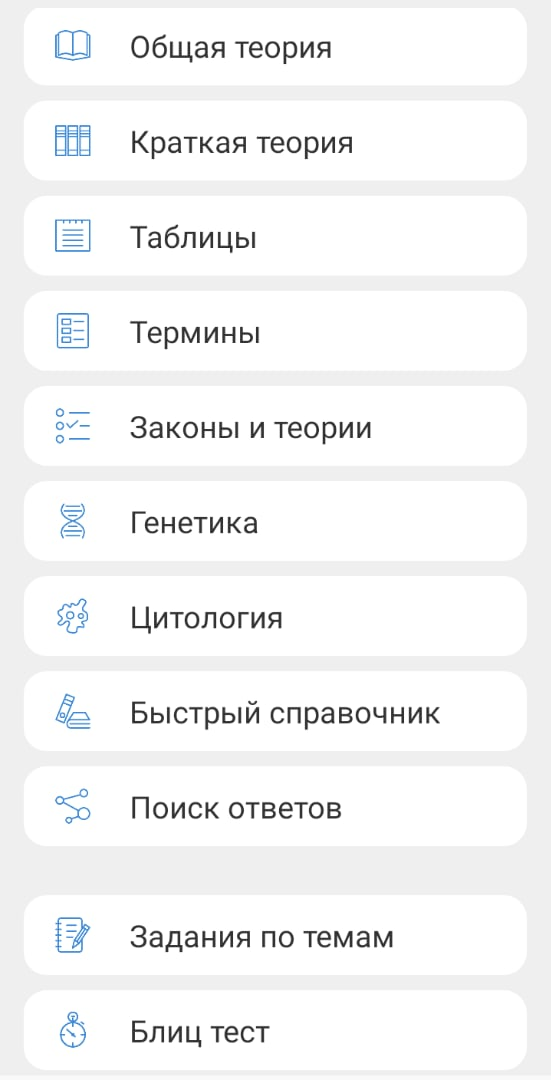 Общая теория
Краткая теория
Таблицы
Термины
Законы и теории
Генетика
Цитология
Быстрый справочник
Поиск ответов
Задания по темам
Блиц тест